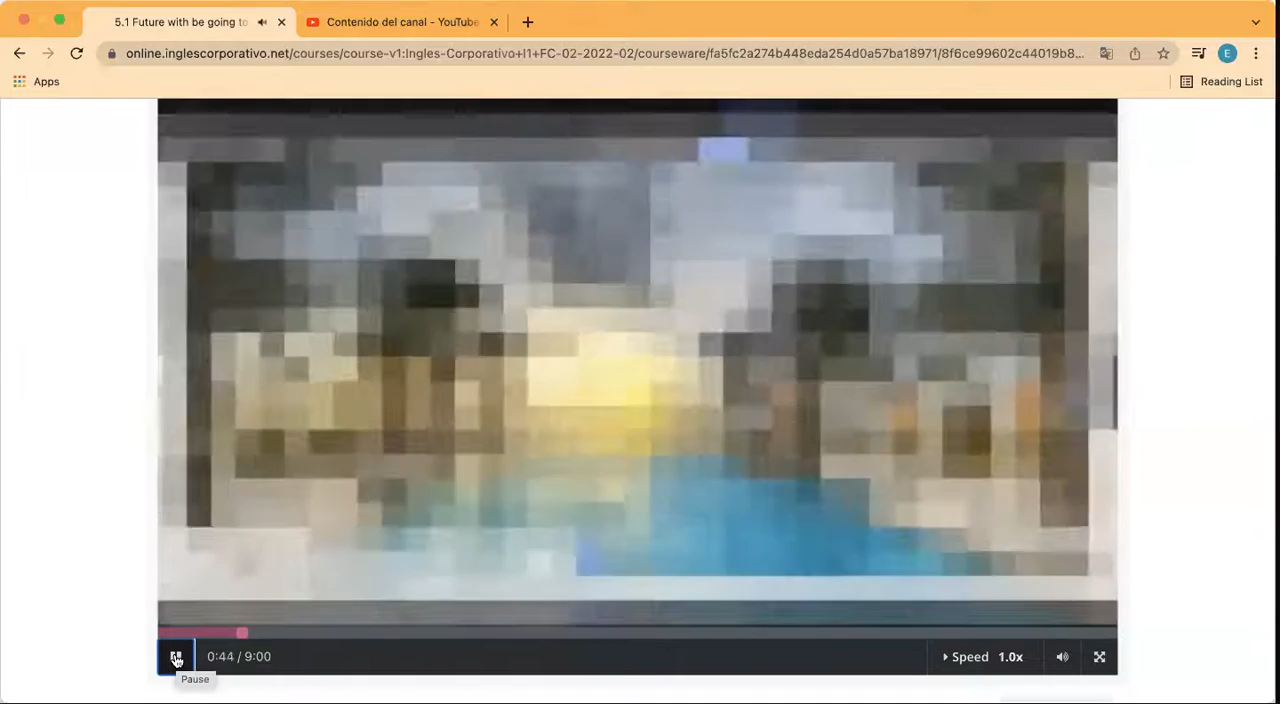 5.1 Future with be going to
Contenido del canal - YouTube
online.inglescorporativo.net/courses/course-v1:Ingles-Corporativo+I1+FC-02-2022-02/courseware/fa5fc2a274b448eda254d0a57ba18971/8f6ce99602c44019b8...
E
Apps
Reading List
0:44 / 9:00
Speed 1.0x
Pause